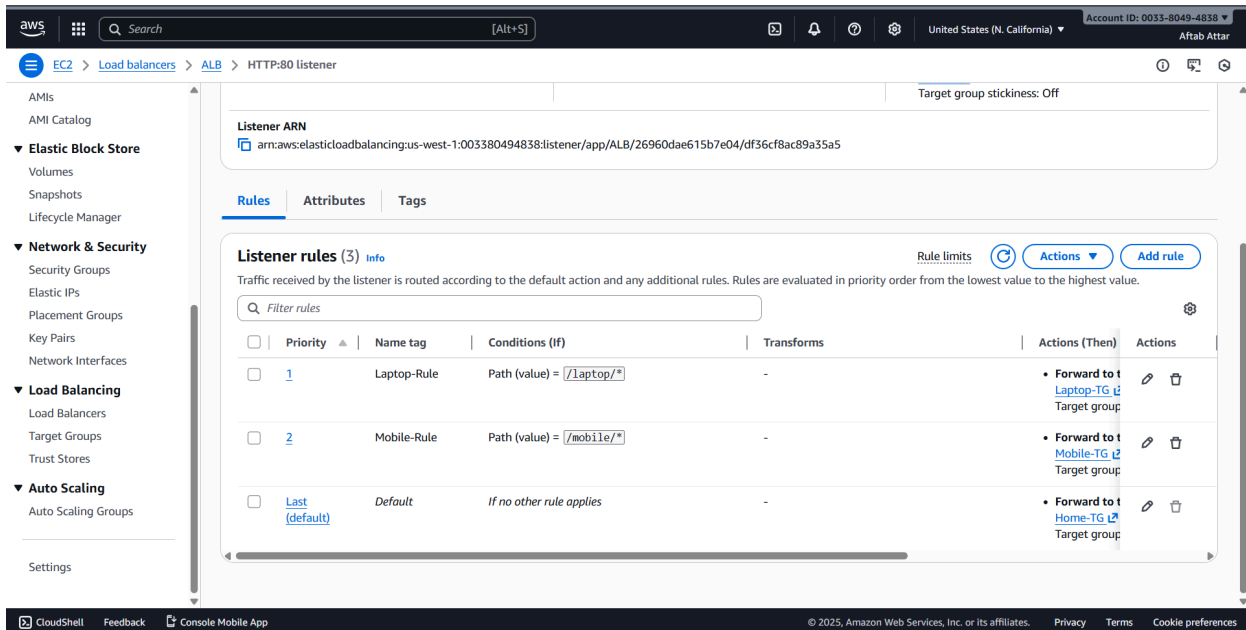 aws
Search
[Alt+S]
United States (N. California)
Account ID: 0033-8049-4838
Aftab Attar
EC2 > Load balancers > ALB > HTTP:80 listener
AMIs
AMI Catalog
Elastic Block Store
Volumes
Snapshots
Lifecycle Manager
Network & Security
Security Groups
Elastic IPs
Placement Groups
Key Pairs
Network Interfaces
Load Balancing
Load Balancers
Target Groups
Trust Stores
Auto Scaling
Auto Scaling Groups
Settings
Target group stickiness: Off
Listener ARN
arn:aws:elasticloadbalancing:us-west-1:003380494838:listener/app/ALB/26960dae615b7e04/df36cf8ac89a35a5
Rules Attributes Tags
Listener rules (3) Info
Rule limits
Actions
Add rule
Traffic received by the listener is routed according to the default action and any additional rules. Rules are evaluated in priority order from the lowest value to the highest value.
Filter rules
Priority Name tag Conditions (If) Transforms Actions (Then) Actions
1 Laptop-Rule Path (value) = /laptop/* - • Forward to t
Laptop-TG
Target group
2 Mobile-Rule Path (value) = /mobile/* - • Forward to t
Mobile-TG
Target group
Last Default If no other rule applies - • Forward to t
(default) Home-TG
Target group
CloudShell Feedback Console Mobile App © 2025, Amazon Web Services, Inc. or its affiliates. Privacy Terms Cookie preferences